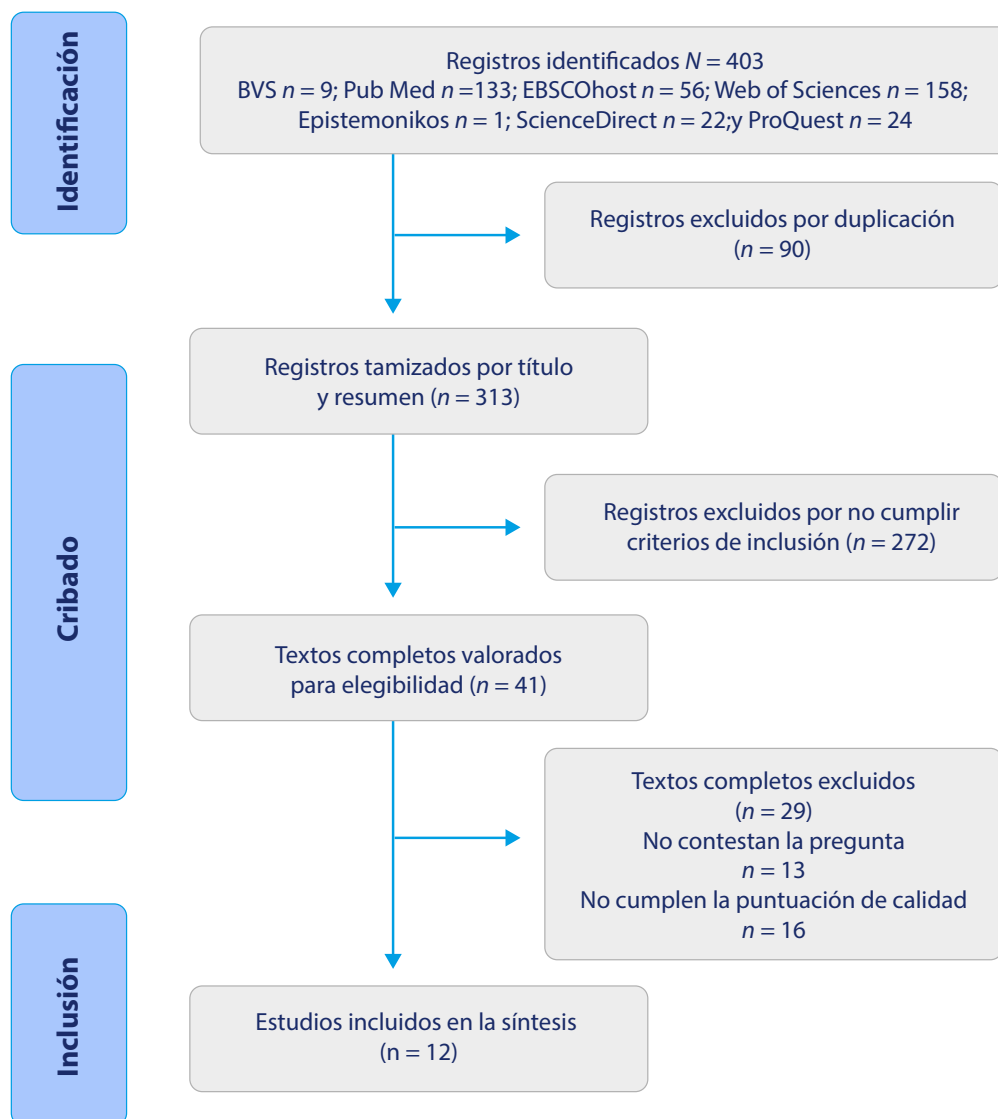 Identificación
Registros identificados N = 403
BVS n = 9; Pub Med n =133; EBSCOhost n = 56; Web of Sciences n = 158;
Epistemonikos n = 1; ScienceDirect n = 22;y ProQuest n = 24
Registros excluidos por duplicación
(n = 90)
Cribado
Registros tamizados por título
y resumen (n = 313)
Registros excluidos por no cumplir
criterios de inclusión (n = 272)
Textos completos valorados
para elegibilidad (n = 41)
Textos completos excluidos
(n = 29)
No contestan la pregunta
n = 13
No cumplen la puntuación de calidad
n = 16
Inclusión
Estudios incluidos en la síntesis
(n = 12)